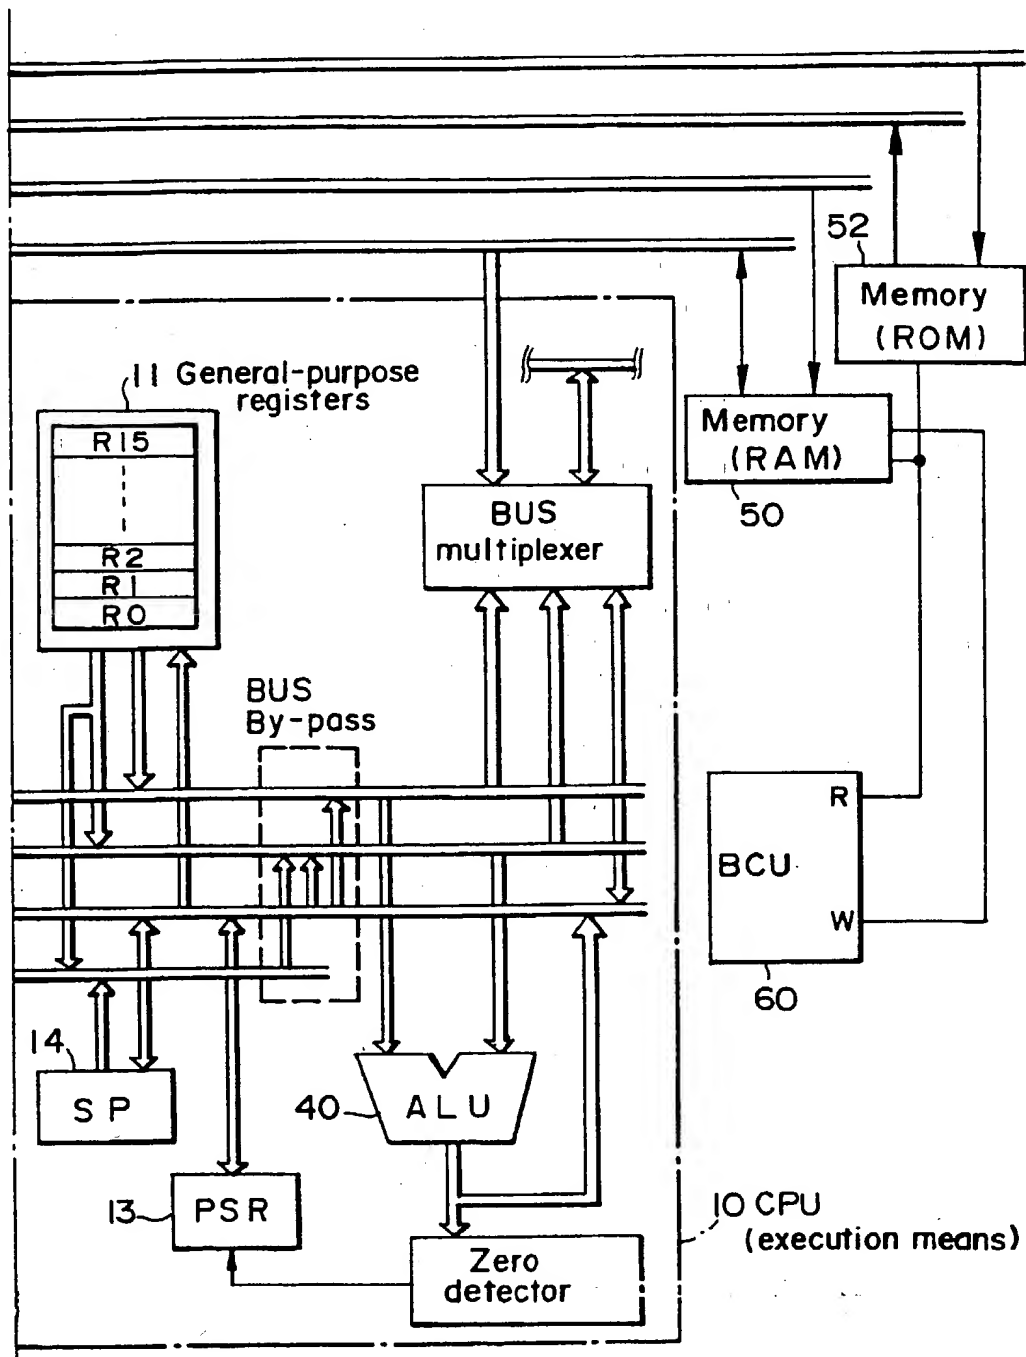 52
Memory
(ROM)
11 General-purpose
registers
R15
R2
R1
R0
Memory
(RAM)
50
BUS
multiplexer
BUS
By-pass
R
BCU
W
60
14
SP
40
ALU
13
PSR
10 CPU
(execution means)
Zero
detector